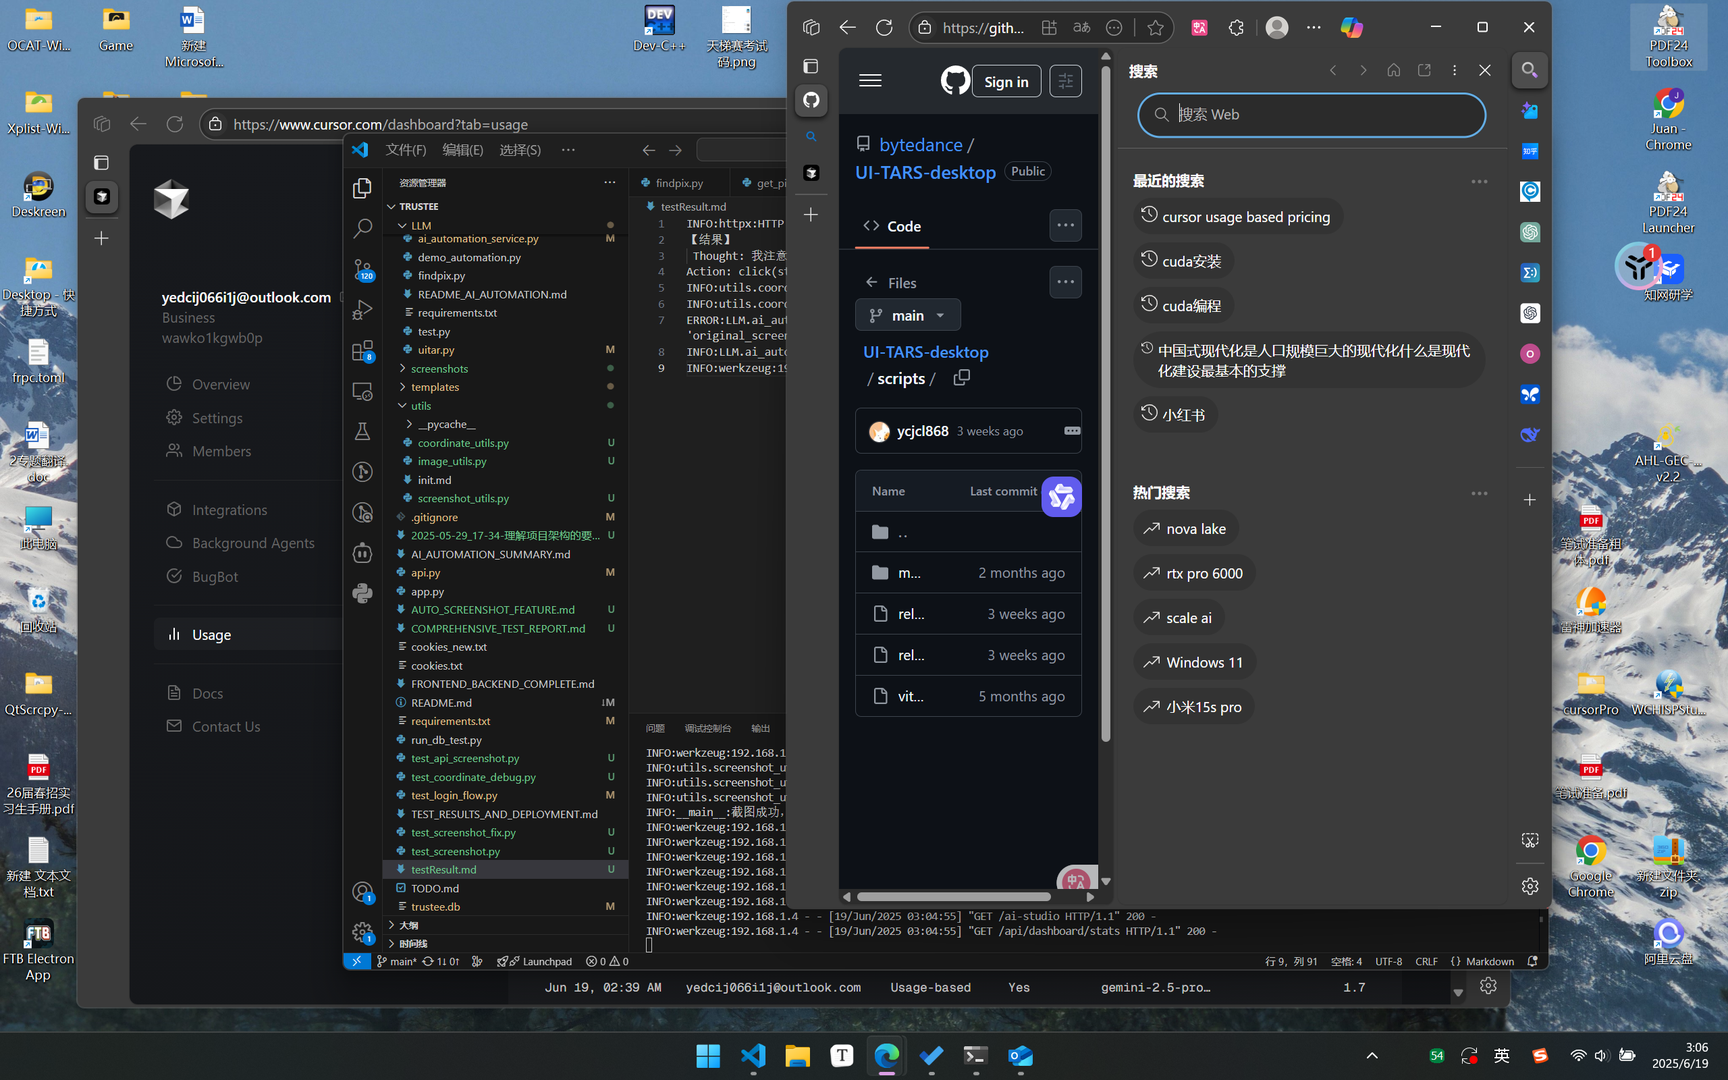 OCAT-Wi...
Game
新建
Microsof...
Dev-C++
天梯赛考试
码.png
Xplist-Wi...
Deskreen
Desktop - 快
捷方式
frpc.toml
2专题翻译.
doc
此电脑
回收站
QtScrcpy-...
26届春招实
习生手册.pdf
新建 文本文
档.txt
FTB Electron
App
https://www.cursor.com/dashboard?tab=usage
yedcij066i1j@outlook.com
Business
wawko1kgwb0p
Overview
Settings
Members
Integrations
Background Agents
BugBot
Usage
Docs
Contact Us
文件(F)
编辑(E)
选择(S)
···
资源管理器
TRUSTEE
LLM
ai_automation_service.py M
demo_automation.py
findpix.py
README_AI_AUTOMATION.md
requirements.txt
test.py
uitar.py M
screenshots
templates
utils
__pycache__
coordinate_utils.py U
image_utils.py U
init.md
screenshot_utils.py U
.gitignore M
2025-05-29_17-34-理解项目架构的要... U
AI_AUTOMATION_SUMMARY.md
api.py M
app.py
AUTO_SCREENSHOT_FEATURE.md U
COMPREHENSIVE_TEST_REPORT.md U
cookies_new.txt
cookies.txt
FRONTEND_BACKEND_COMPLETE.md
README.md ↓M
requirements.txt M
run_db_test.py
test_api_screenshot.py U
test_coordinate_debug.py U
test_login_flow.py M
TEST_RESULTS_AND_DEPLOYMENT.md
test_screenshot_fix.py U
test_screenshot.py U
testResult.md U
TODO.md
trustee.db M
大纲
时间线
120
8
1
1
findpix.py
get_pi
testResult.md
1 INFO:httpx:HTTP
2 【结果】
3 Thought: 我注意
4 Action: click(st
5 INFO:utils.coord
6 INFO:utils.coord
7 ERROR:LLM.ai_aut
'original_screen
8 INFO:LLM.ai_auto
9 INFO:werkzeug:19
问题
调试控制台
输出
INFO:werkzeug:192.168.1
INFO:utils.screenshot_u
INFO:utils.screenshot_u
INFO:utils.screenshot_u
INFO:__main__:截图成功,
INFO:werkzeug:192.168.1
INFO:werkzeug:192.168.1
INFO:werkzeug:192.168.1
INFO:werkzeug:192.168.1
INFO:werkzeug:192.168.1
INFO:werkzeug:192.168.1
INFO:werkzeug:192.168.1.4 - - [19/Jun/2025 03:04:55] "GET /ai-studio HTTP/1.1" 200 -
INFO:werkzeug:192.168.1.4 - - [19/Jun/2025 03:04:55] "GET /api/dashboard/stats HTTP/1.1" 200 -
main*
1↓ 0↑
Launchpad
0 0
行 9，列 91
空格: 4
UTF-8
CRLF
{} Markdown
Jun 19, 02:39 AM
yedcij066i1j@outlook.com
Usage-based
Yes
gemini-2.5-pro…
1.7
https://gith...
Sign in
bytedance /
UI-TARS-desktop
Public
Code
Files
main
UI-TARS-desktop
/ scripts /
ycjcl868 3 weeks ago
Name
Last commit
..
m... 2 months ago
rel... 3 weeks ago
rel... 3 weeks ago
vit... 5 months ago
搜索
搜索 Web
最近的搜索
cursor usage based pricing
cuda安装
cuda编程
中国式现代化是人口规模巨大的现代化什么是现代
化建设最基本的支撑
小红书
热门搜索
nova lake
rtx pro 6000
scale ai
Windows 11
小米15s pro
知乎
PDF24
Toolbox
Juan -
Chrome
PDF24
Launcher
1
知网研学
AHL-GEC-...
v2.2
笔试准备粗
体.pdf
雷神加速器
cursorPro
WCHISPStu...
笔试准备.pdf
Google
Chrome
新建文件夹.
zip
阿里云盘
54
英
3:06
2025/6/19